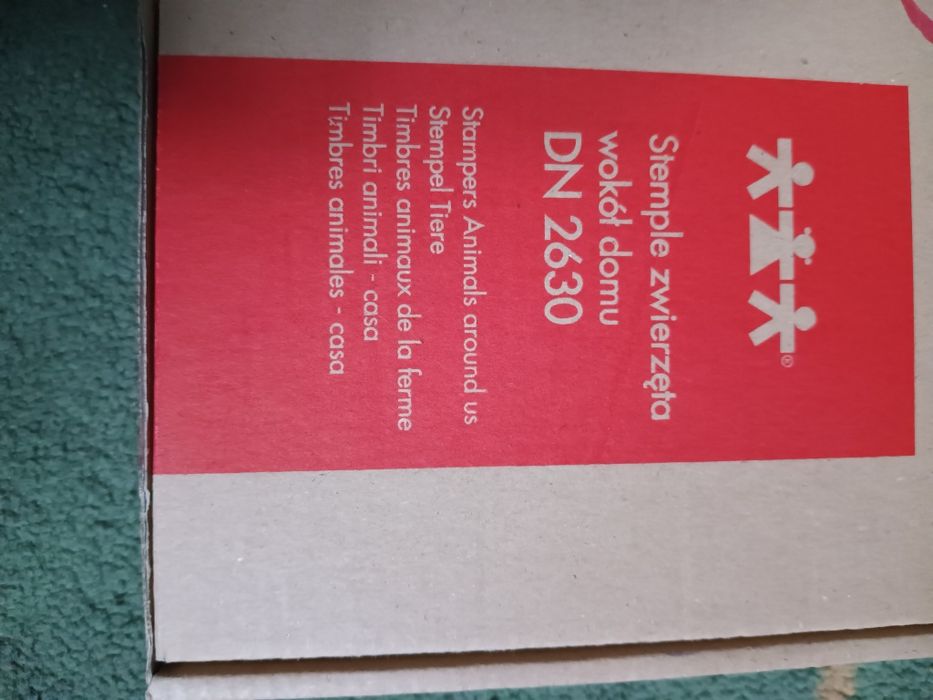 ®
Stemple zwierzęta
wokół domu
DN 2630
Stampers Animals around us
Stempel Tiere
Timbres animaux de la ferme
Timbri animali - casa
Timbres animales - casa